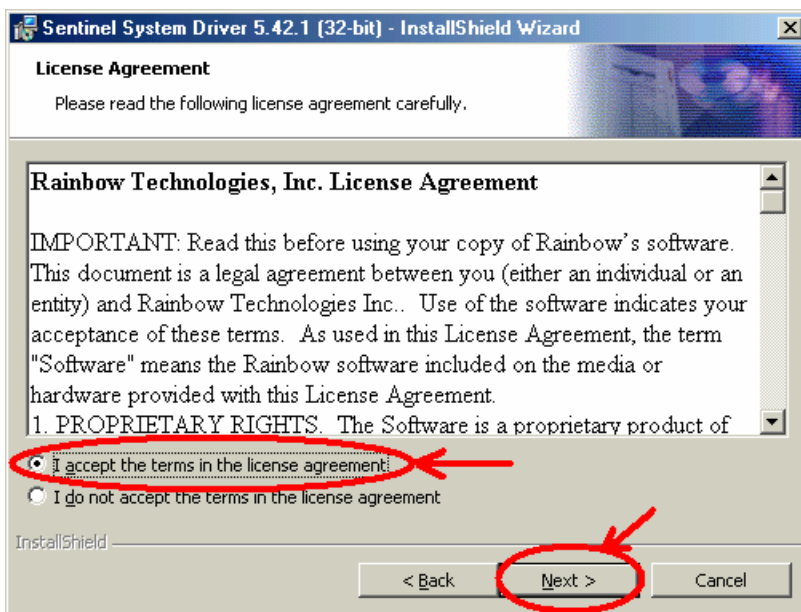 Sentinel System Driver 5.42.1 (32-bit) - InstallShield Wizard
License Agreement
Please read the following license agreement carefully.
Rainbow Technologies, Inc. License Agreement
IMPORTANT: Read this before using your copy of Rainbow's software.
This document is a legal agreement between you (either an individual or an
entity) and Rainbow Technologies Inc.. Use of the software indicates your
acceptance of these terms. As used in this License Agreement, the term
"Software" means the Rainbow software included on the media or
hardware provided with this License Agreement.
1. PROPRIETARY RIGHTS. The Software is a proprietary product of
I accept the terms in the license agreement
I do not accept the terms in the license agreement
InstallShield
< Back Next > Cancel